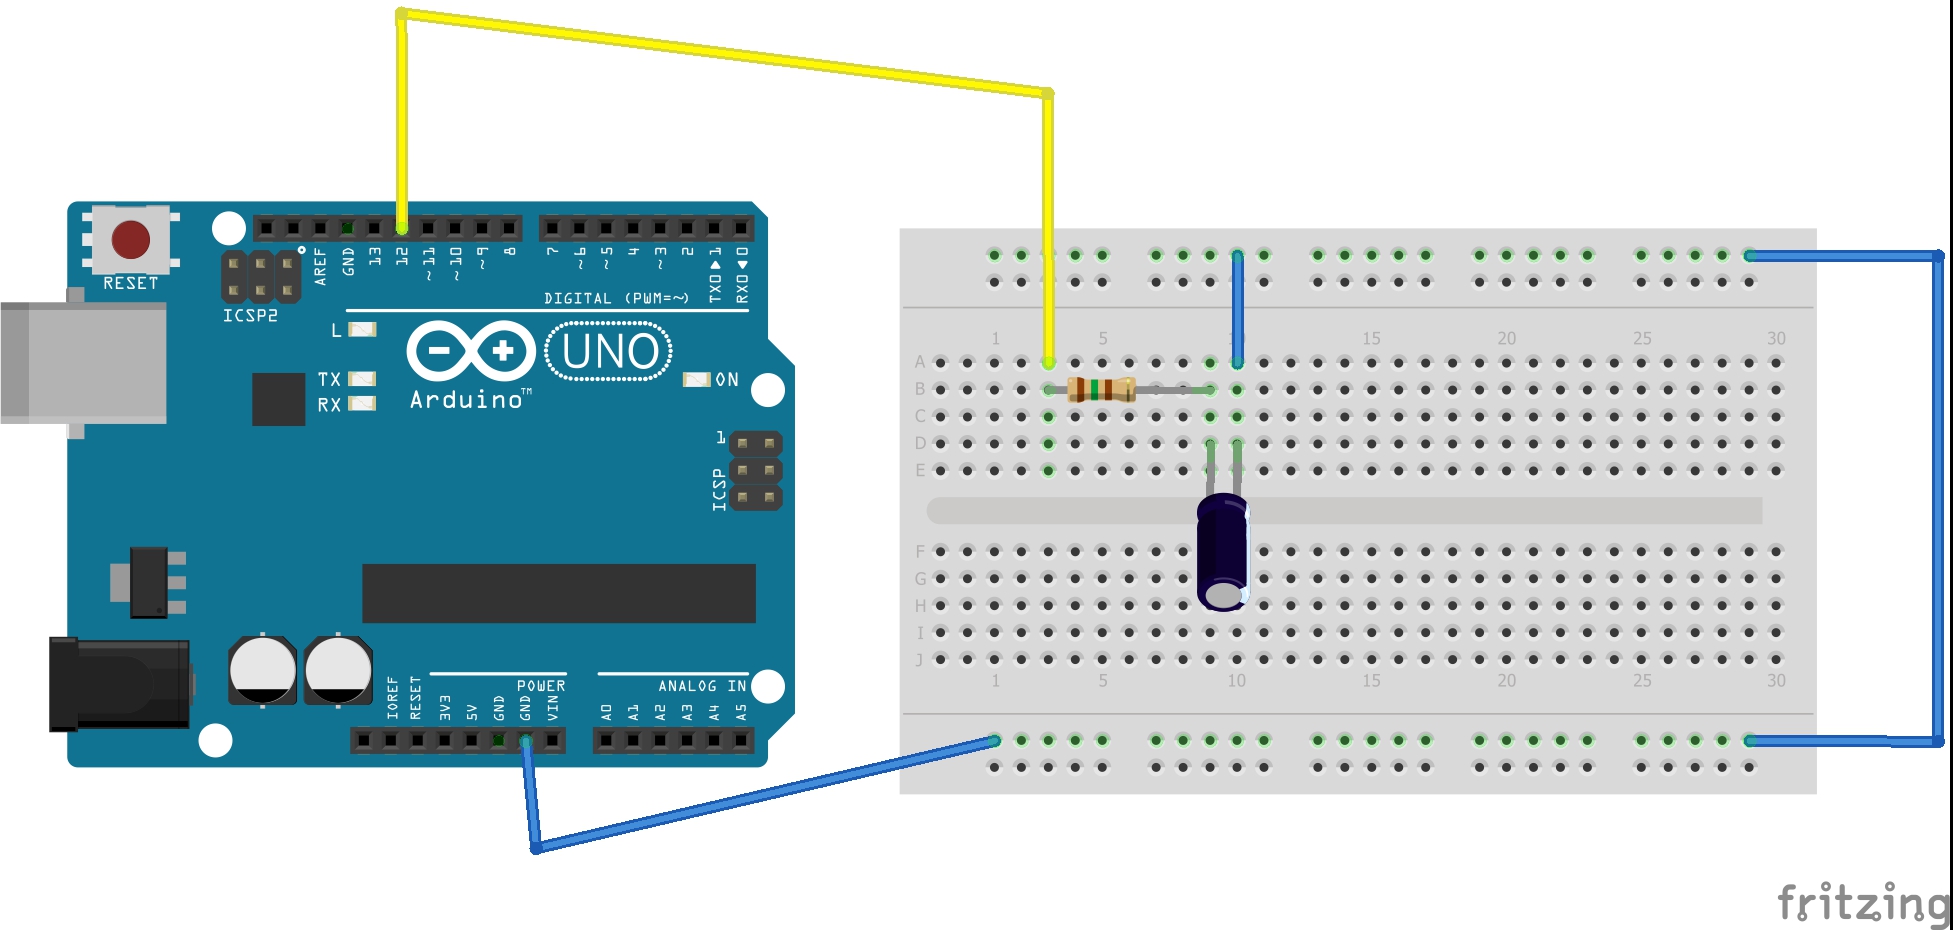 RESET
ICSP2
AREF
GND
13
12
~11
~10
~9
8
7
~6
~5
4
~3
2
TX0▶1
RX0◀0
DIGITAL (PWM=~)
L
TX
RX
UNO
Arduino™
ON
1
ICSP
IOREF
RESET
3V3
5V
GND
GND
VIN
POWER
ANALOG IN
A0
A1
A2
A3
A4
A5
1 5 10 15 20 25 30
A
B
C
D
E
F
G
H
I
J
1 5 10 15 20 25 30
fritzing